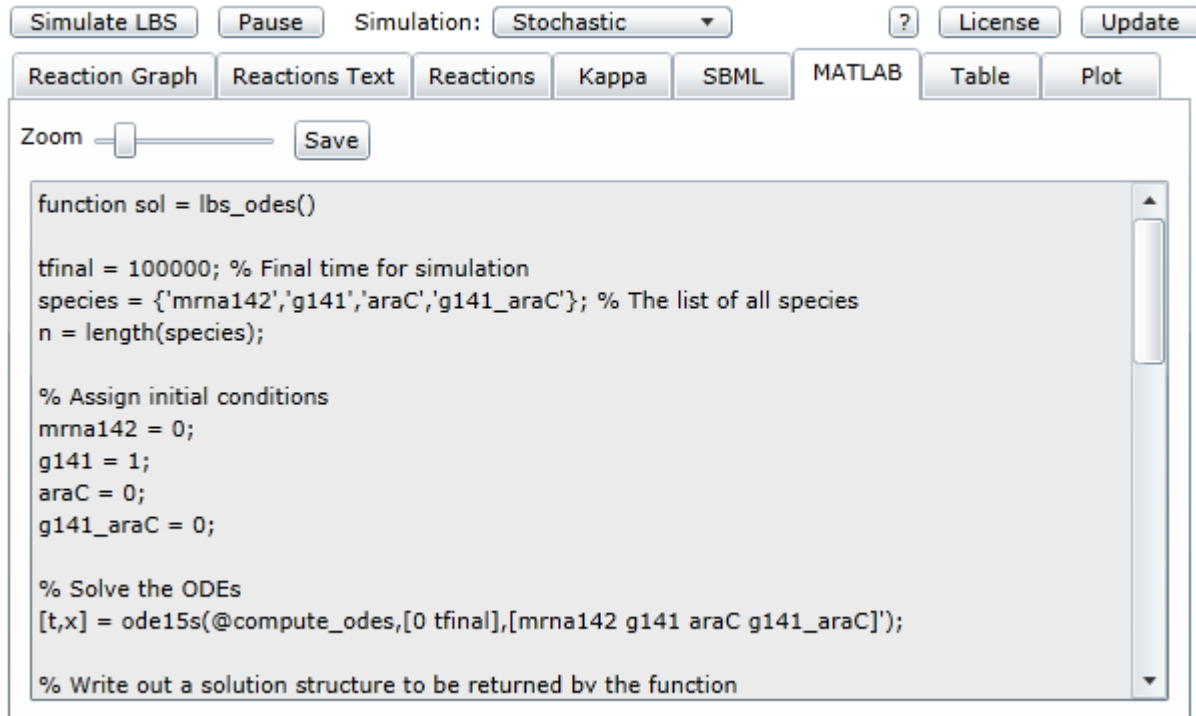 Simulate LBS Pause Simulation: Stochastic ? License Update
Reaction Graph Reactions Text Reactions Kappa SBML MATLAB Table Plot
Zoom Save
function sol = lbs_odes()
tfinal = 100000; % Final time for simulation
species = {'mrna142','g141','araC','g141_araC'}; % The list of all species
n = length(species);
% Assign initial conditions
mrna142 = 0;
g141 = 1;
araC = 0;
g141_araC = 0;
% Solve the ODEs
[t,x] = ode15s(@compute_odes,[0 tfinal],[mrna142 g141 araC g141_araC]');
% Write out a solution structure to be returned by the function